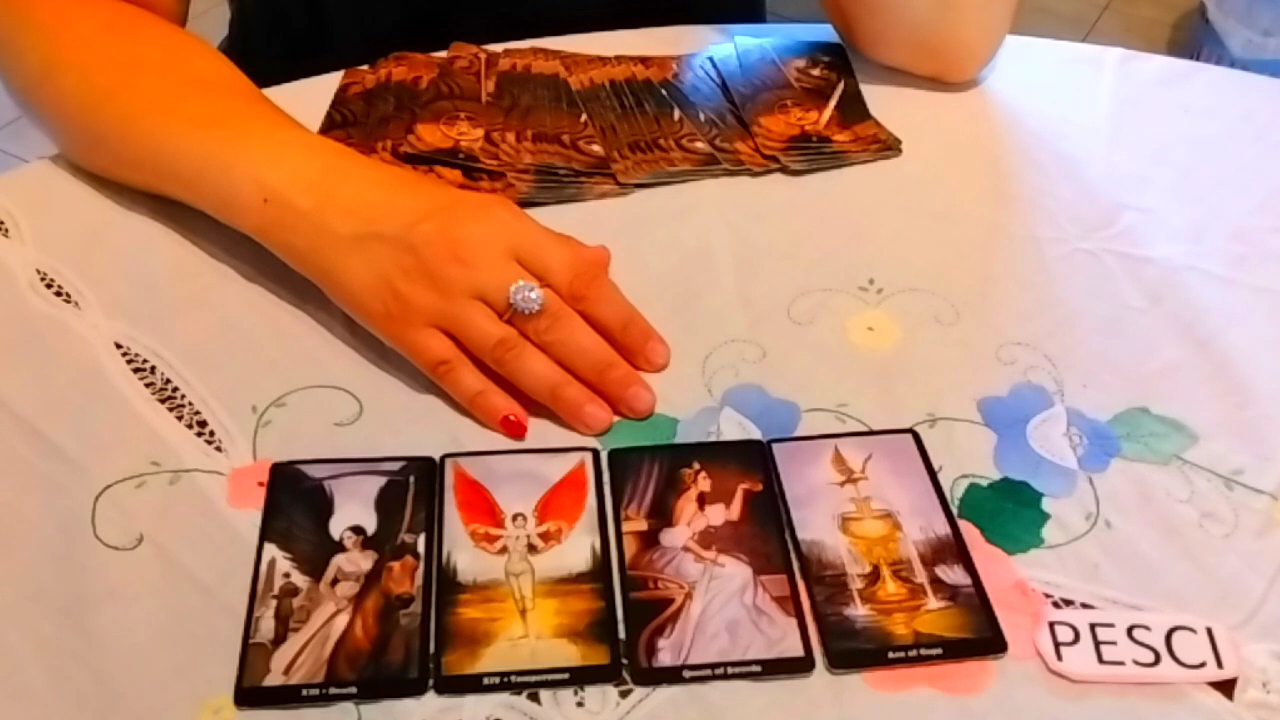 XIII • Death
XIV • Temperance
Queen of Swords
Ace of Cups
PESCI